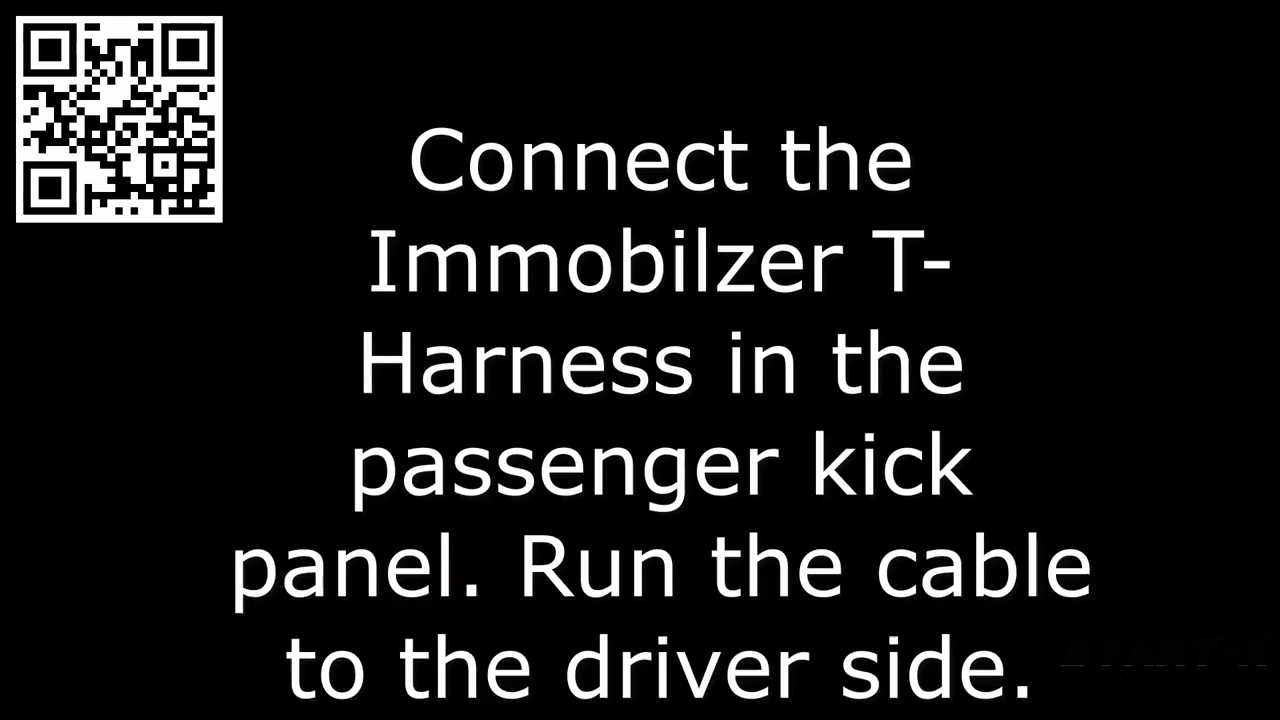 Connect the
Immobilzer T-
Harness in the
passenger kick
panel. Run the cable
to the driver side.